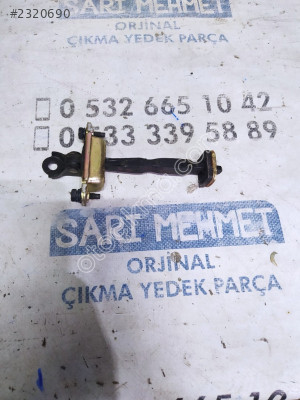 #2320690
SARI MEHMET
ORJİNAL
ÇIKMA YEDEK PARÇA
0 532 665 10 42
0 533 339 58 89
SARI MEHMET
ORJİNAL
ÇIKMA YEDEK PARÇA